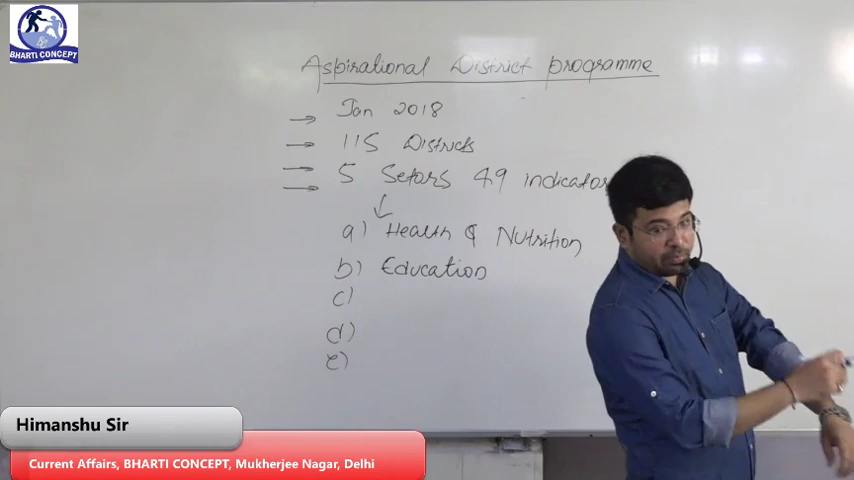 BHARTI CONCEPT
Aspirational District programme
Jan 2018
115 Districts
5 Setors 49 indicators
a) Health & Nutrition
b) Education
c)
d)
e)
Himanshu Sir
Current Affairs, BHARTI CONCEPT, Mukherjee Nagar, Delhi